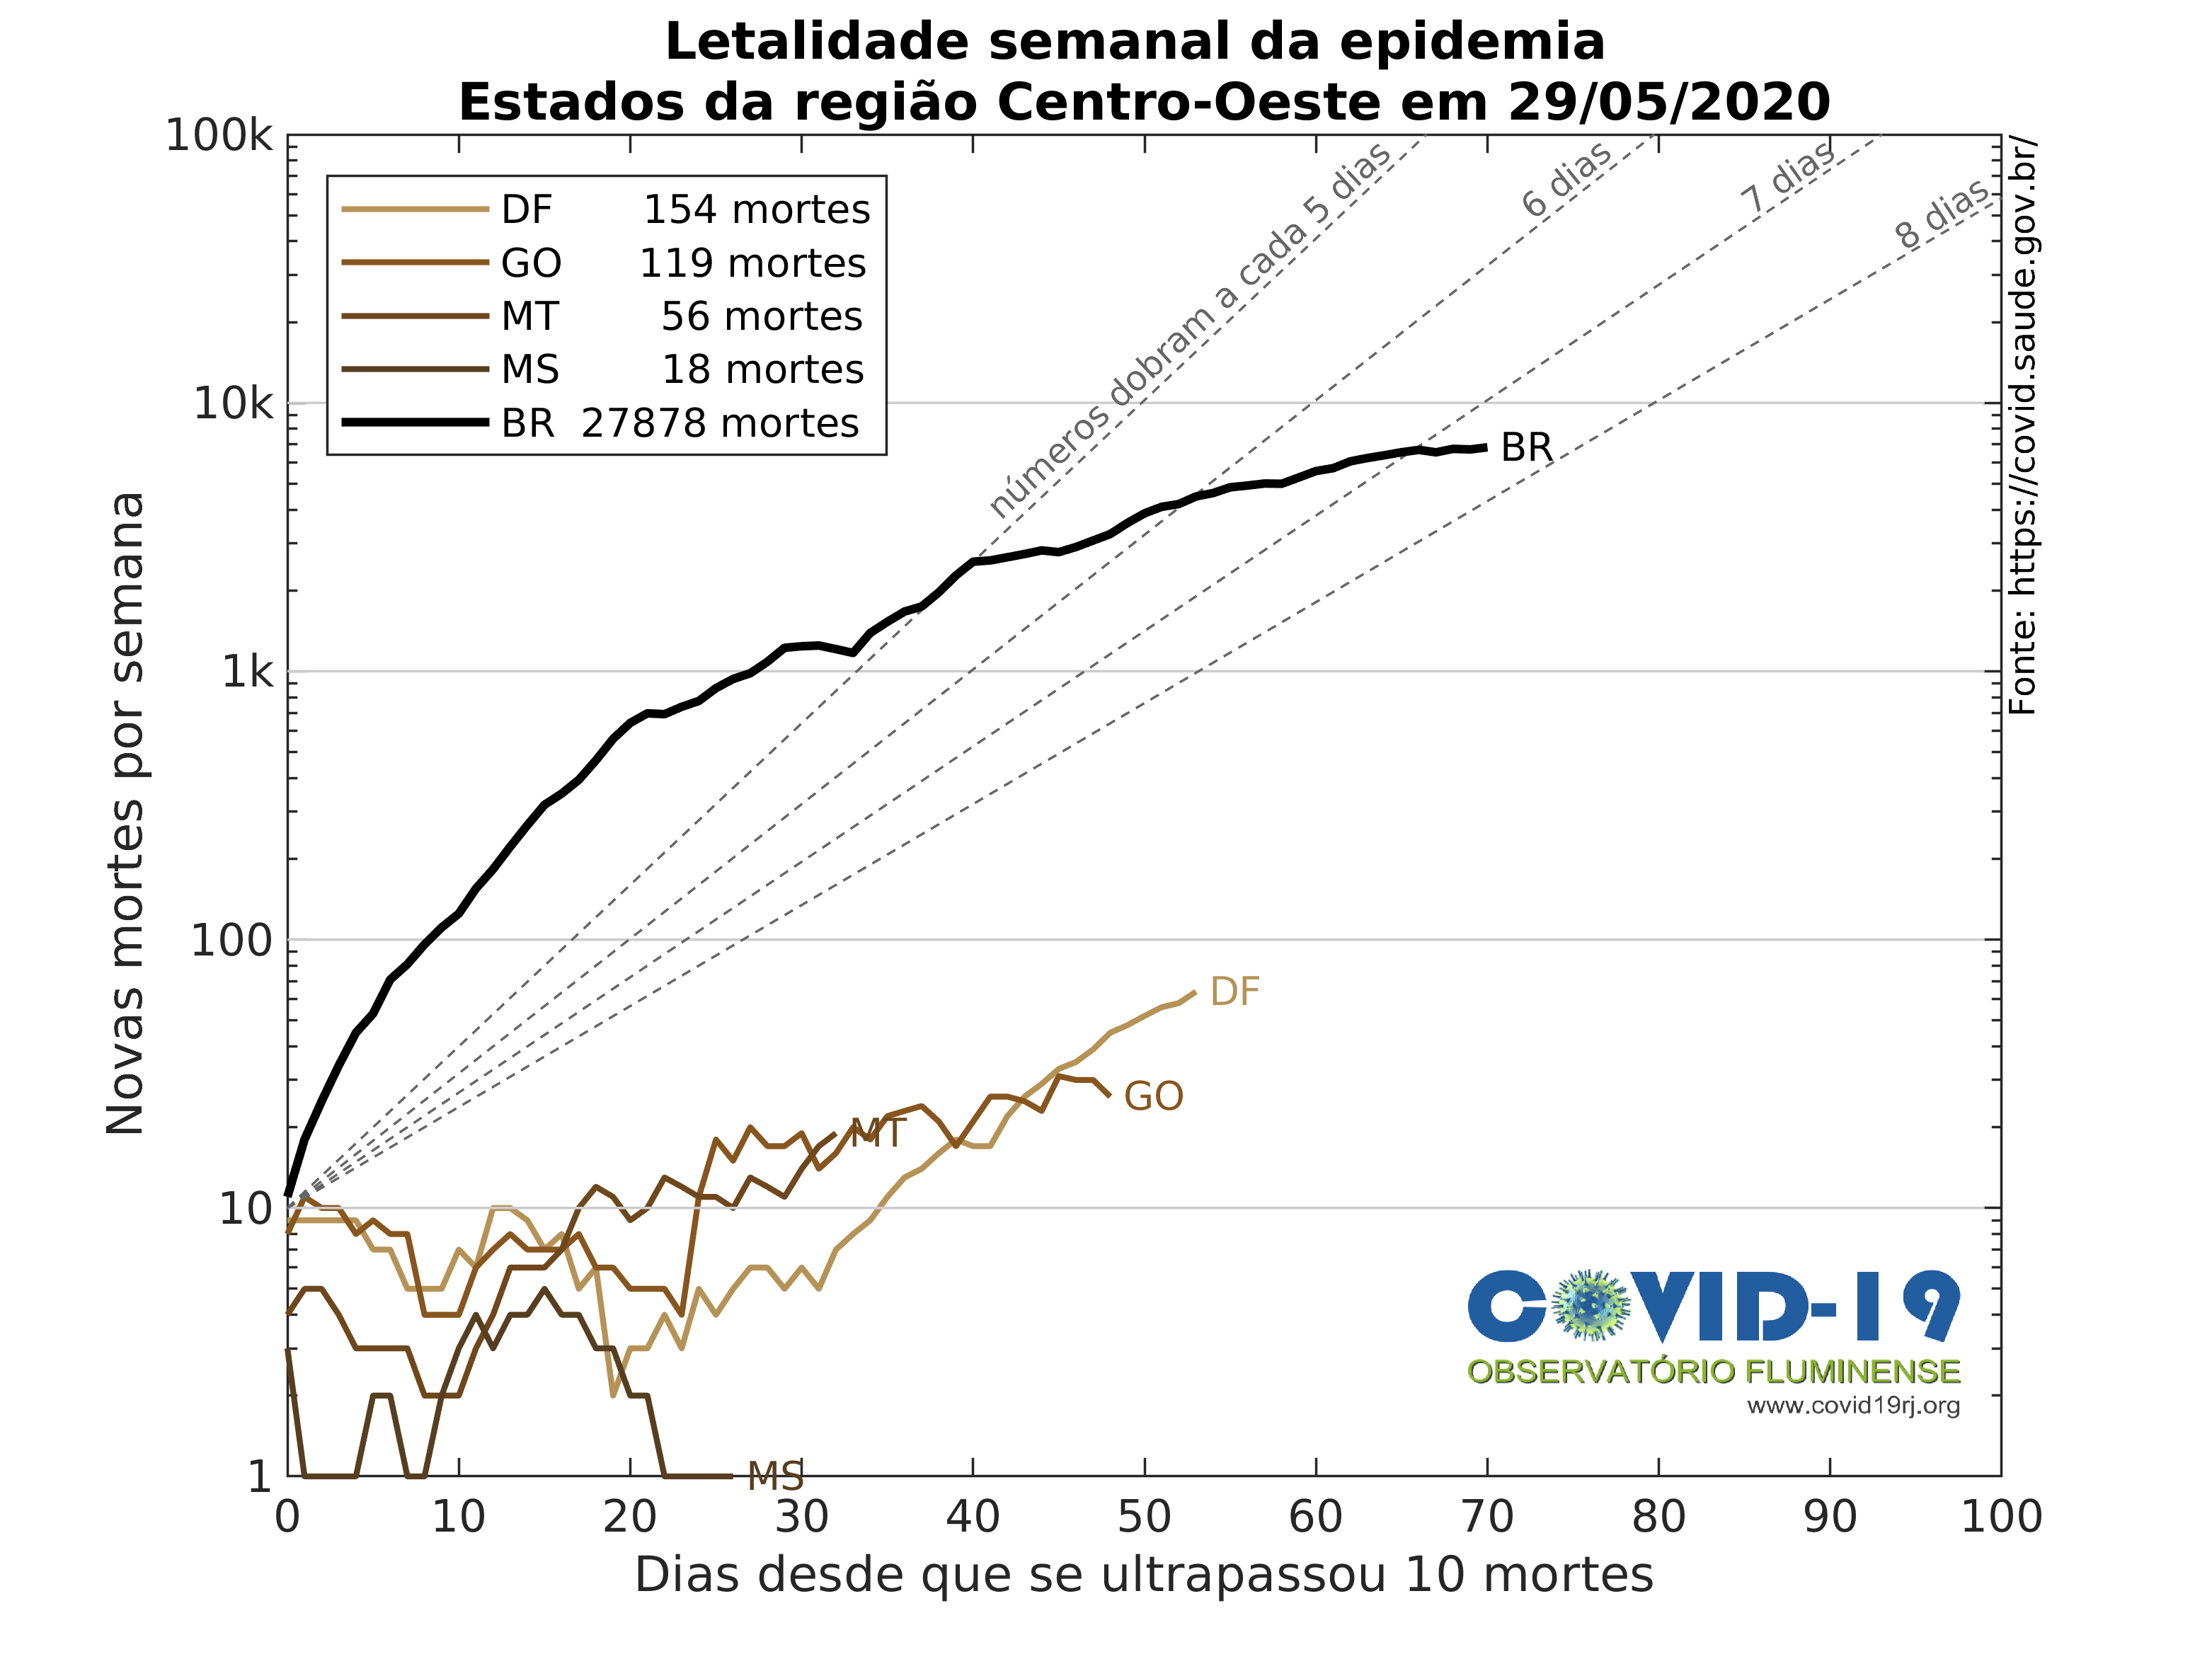 Letalidade semanal da epidemia
Estados da região Centro-Oeste em 29/05/2020
100k
10k
1k
100
10
1
Novas mortes por semana
DF 154 mortes
GO 119 mortes
MT 56 mortes
MS 18 mortes
BR 27878 mortes
números dobram a cada 5 dias
6 dias
7 dias
8 dias
BR
DF
GO
MT
MS
Fonte: https://covid.saude.gov.br/
COVID-19
OBSERVATÓRIO FLUMINENSE
www.covid19rj.org
0 10 20 30 40 50 60 70 80 90 100
Dias desde que se ultrapassou 10 mortes